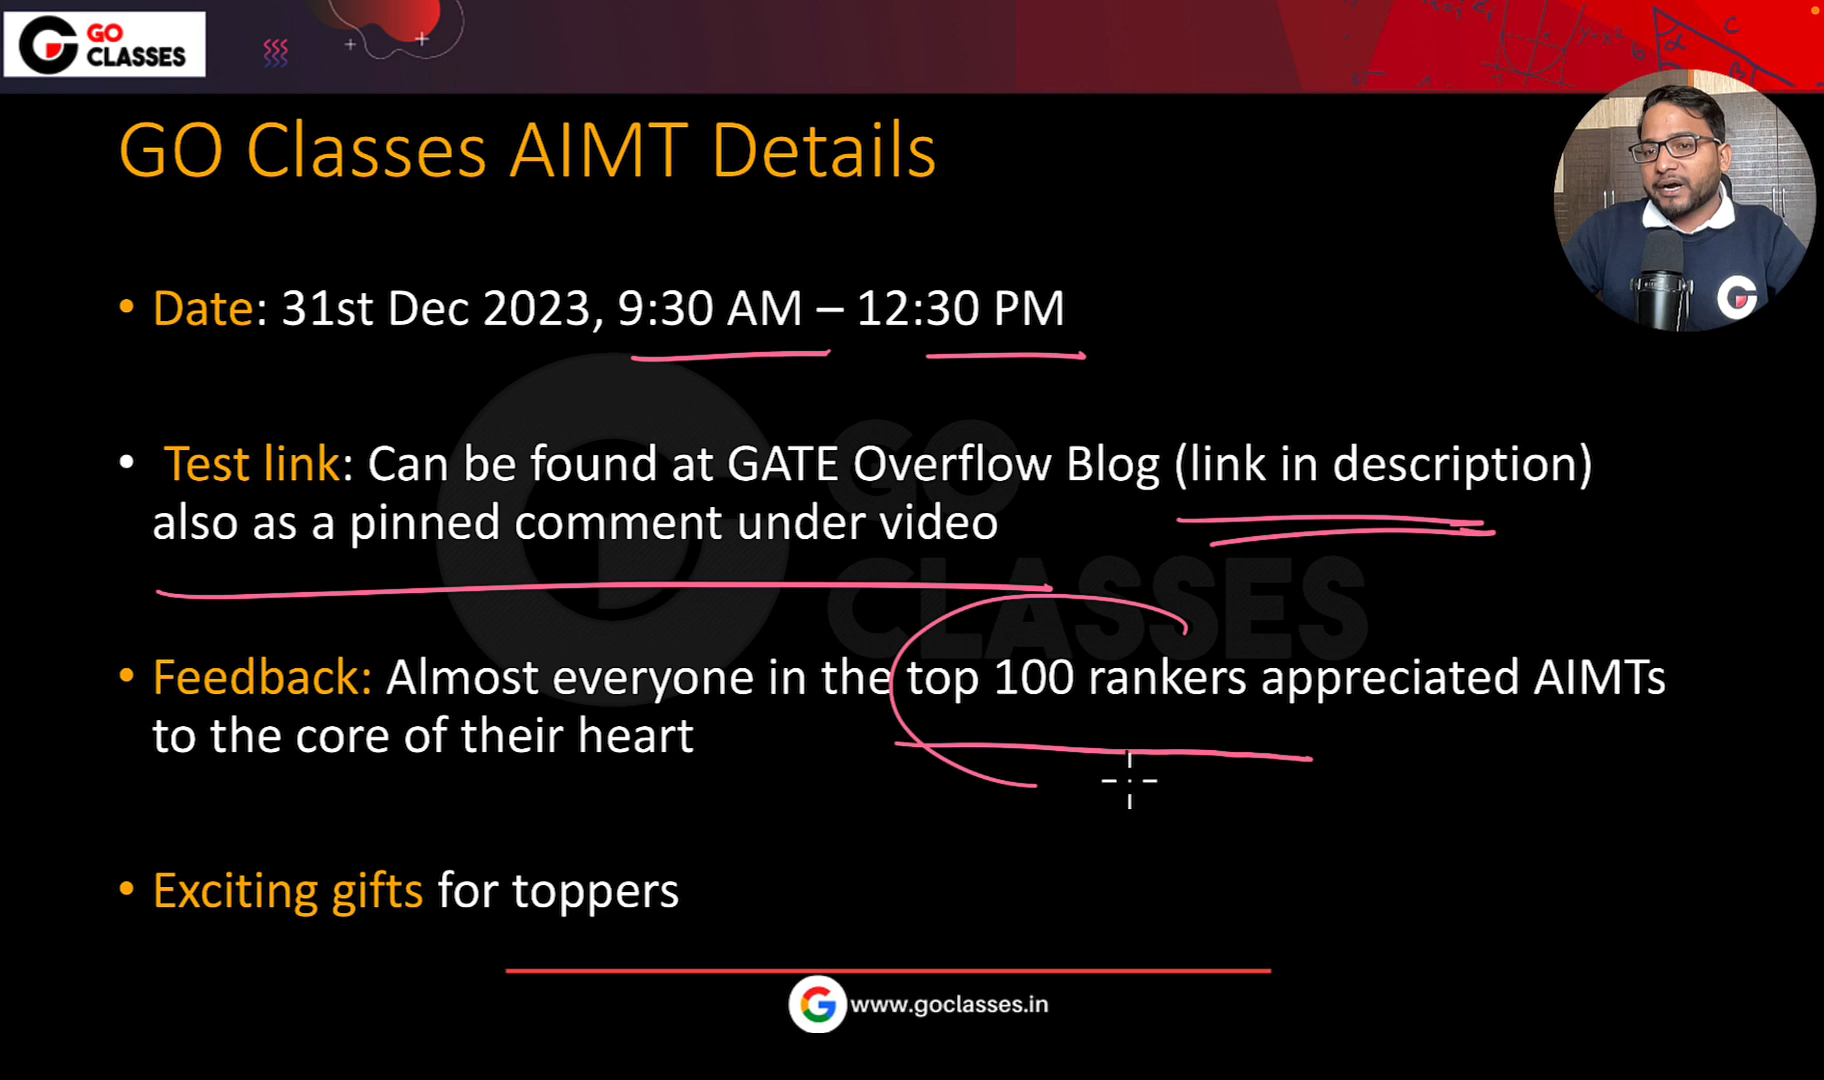 GO
CLASSES
GO Classes AIMT Details
• Date: 31st Dec 2023, 9:30 AM – 12:30 PM
• Test link: Can be found at GATE Overflow Blog (link in description)
also as a pinned comment under video
GO
CLASSES
• Feedback: Almost everyone in the top 100 rankers appreciated AIMTs
to the core of their heart
• Exciting gifts for toppers
www.goclasses.in